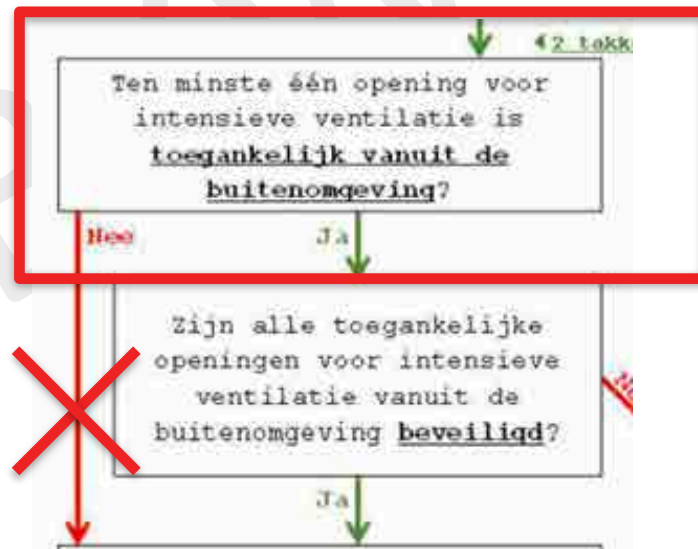 2 takk
Ten minste één opening voor
intensieve ventilatie is
toegankelijk vanuit de
buitenomgeving?
Nee
Ja
Zijn alle toegankelijke
openingen voor intensieve
ventilatie vanuit de
buitenomgeving beveiligd?
Ja